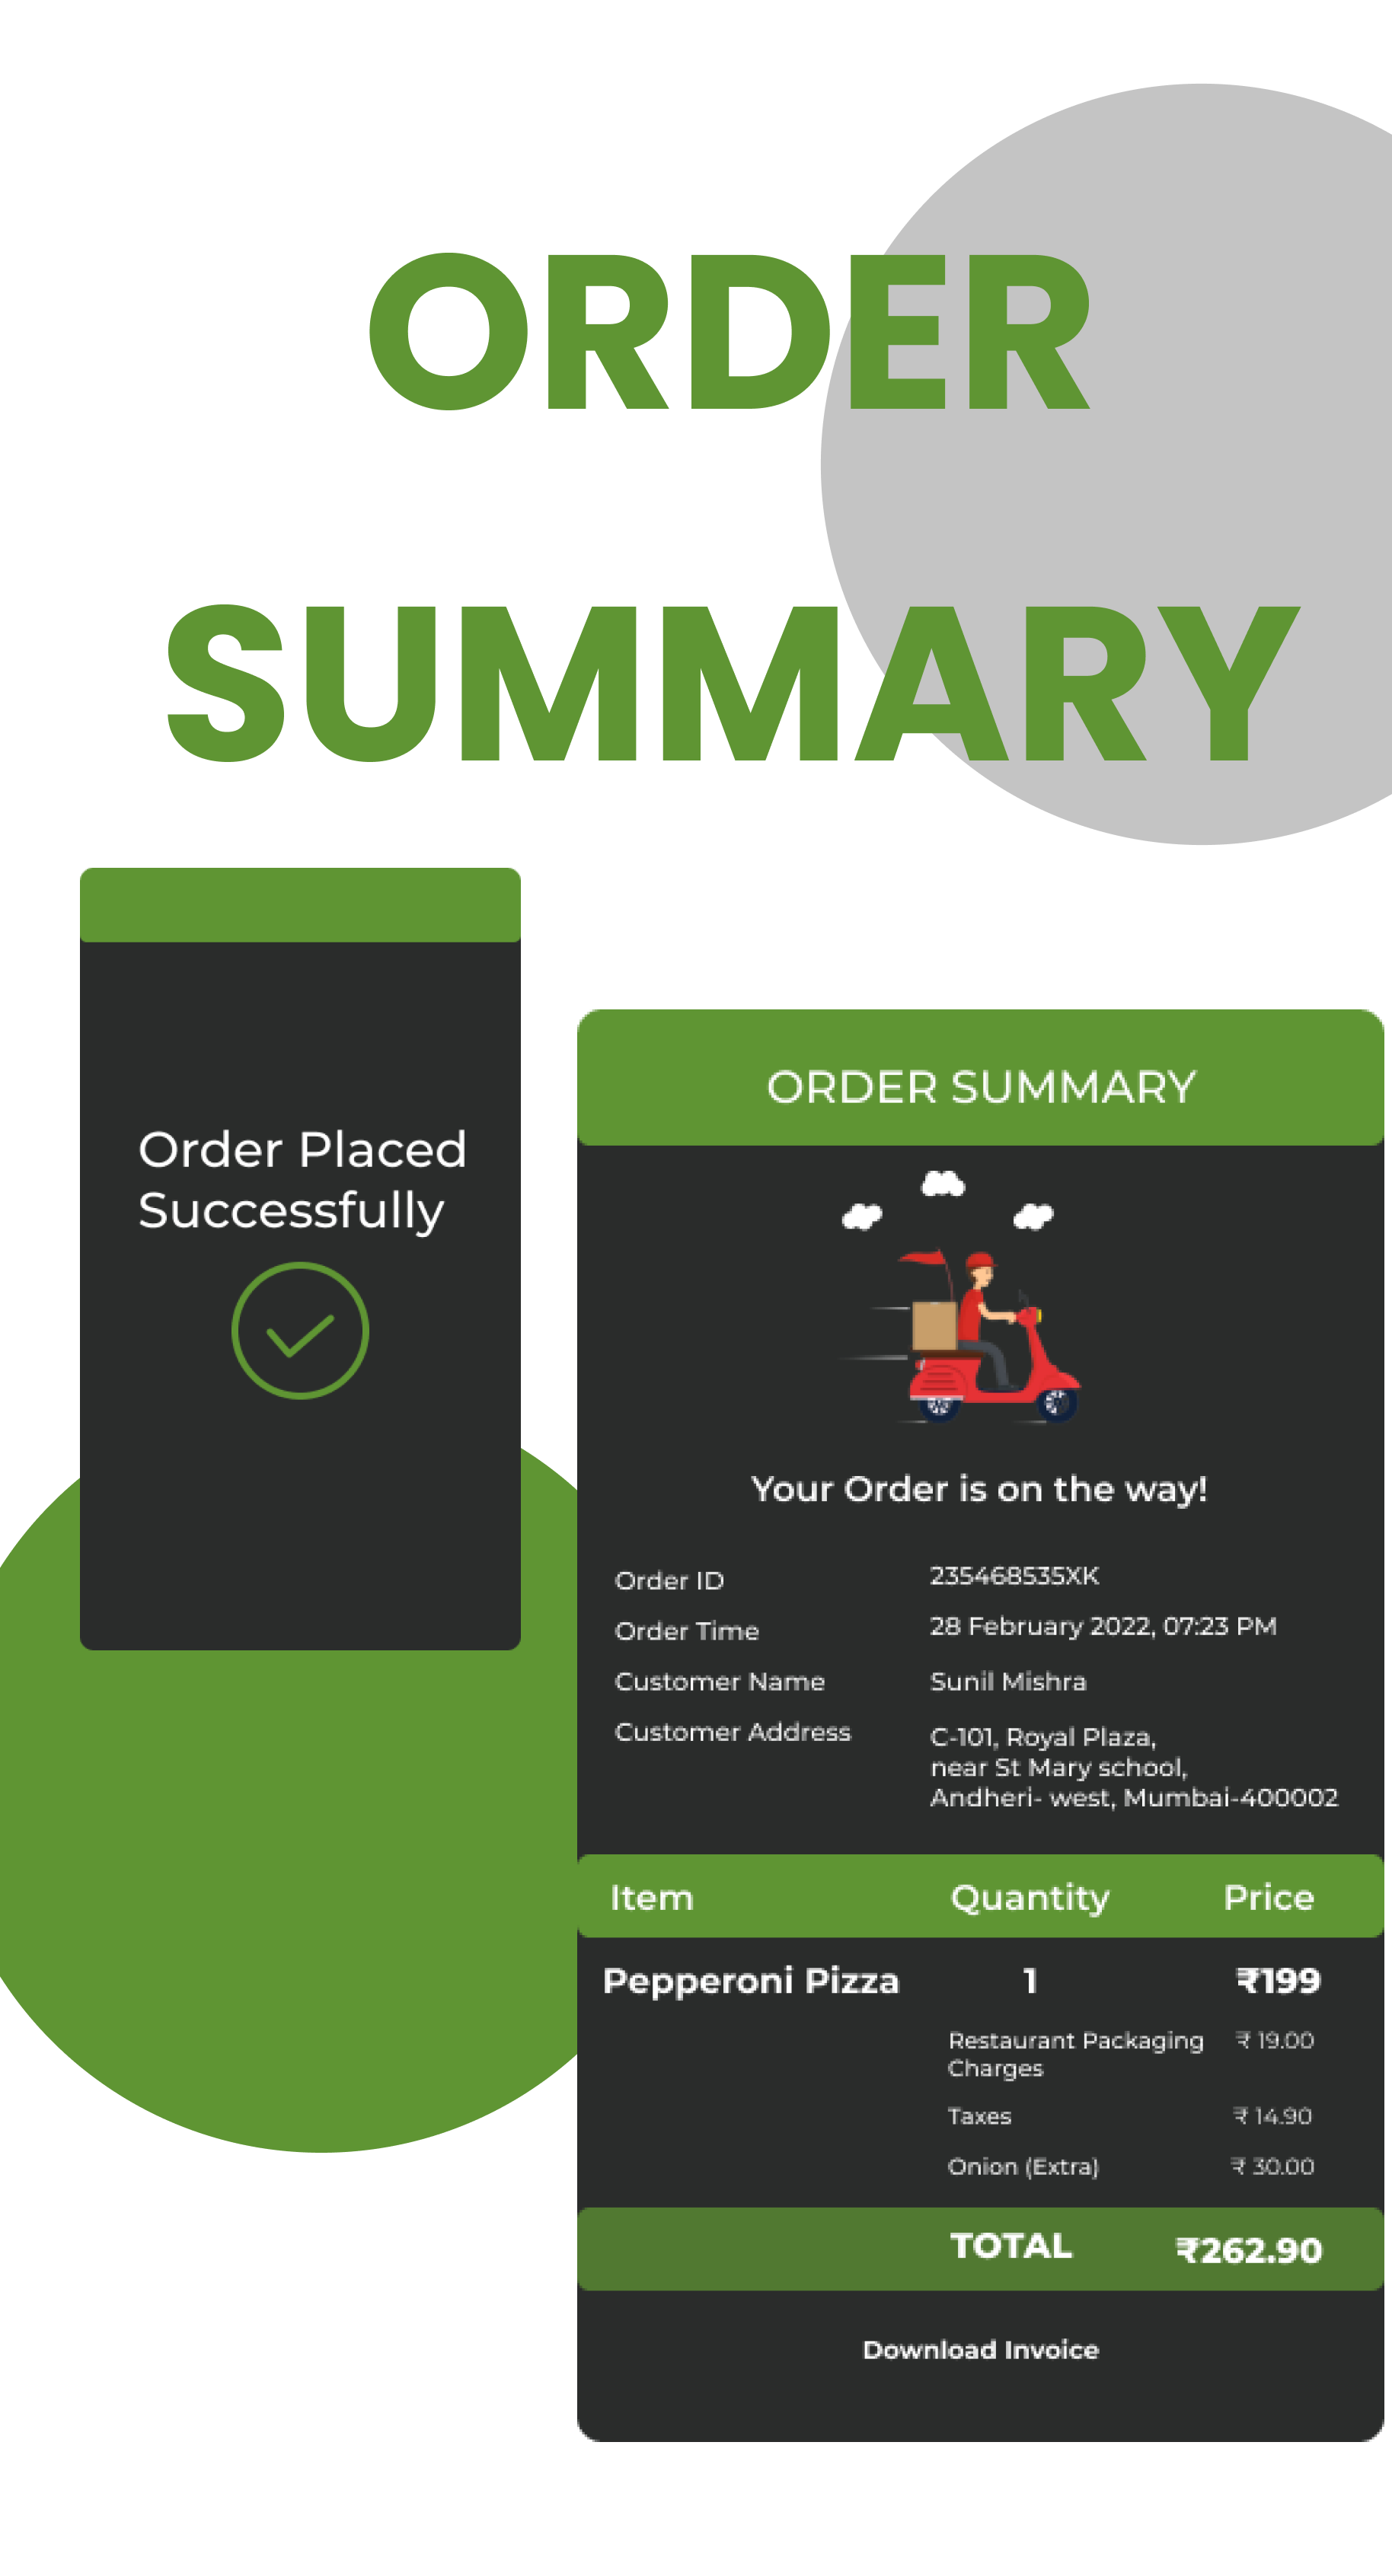 ORDER
SUMMARY
Order Placed
Successfully
ORDER SUMMARY
Your Order is on the way!
Order ID 235468535XK
Order Time 28 February 2022, 07:23 PM
Customer Name Sunil Mishra
Customer Address C-101, Royal Plaza,
near St Mary school,
Andheri- west, Mumbai-400002
Item Quantity Price
Pepperoni Pizza 1 ₹199
Restaurant Packaging ₹ 19.00
Charges
Taxes ₹ 14.90
Onion (Extra) ₹ 30.00
TOTAL ₹262.90
Download Invoice